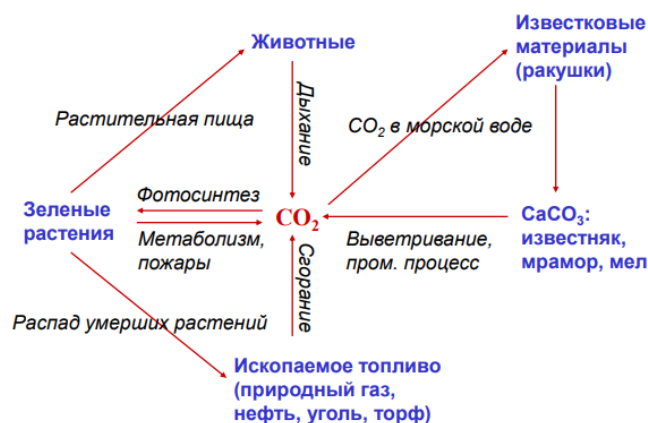 Животные
Известковые
материалы
(ракушки)
Растительная пища
Дыхание
CO₂ в морской воде
Фотосинтез
Зеленые
растения
CO₂
CaCO₃:
известняк,
мрамор, мел
Метаболизм,
пожары
Выветривание,
пром. процесс
Сгорание
Распад умерших растений
Ископаемое топливо
(природный газ,
нефть, уголь, торф)